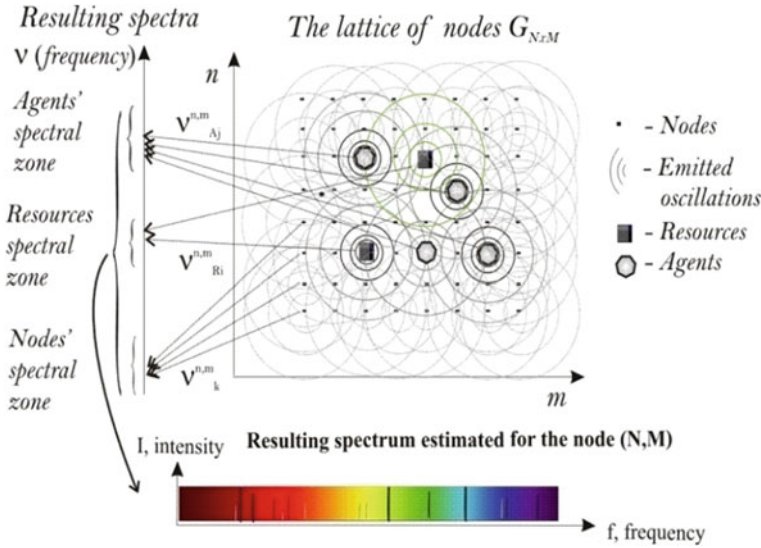 Resulting spectra
ν (frequency)
Agents'
spectral
zone
Resources
spectral
zone
Nodes'
spectral
zone
The lattice of nodes G_NxM
n
ν^n,m_Aj
ν^n,m_Ri
ν^n,m_k
m
- Nodes
- Emitted
oscillations
- Resources
- Agents
I, intensity
Resulting spectrum estimated for the node (N,M)
f, frequency